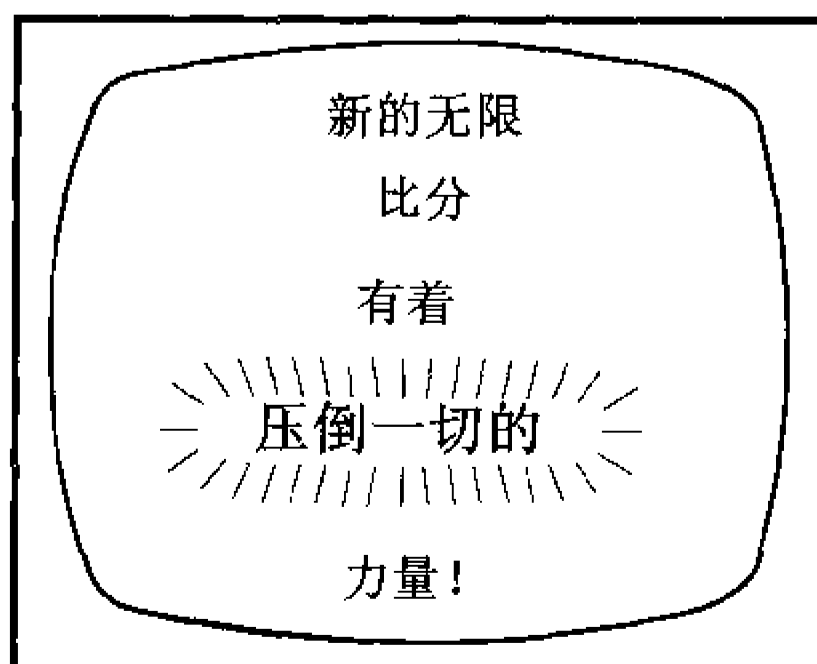 新的无限
比分
有着
压倒一切的
力量！